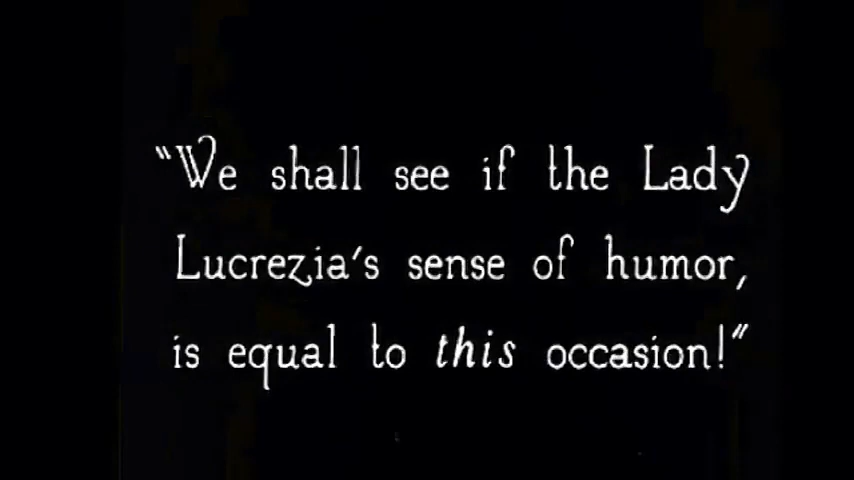 "We shall see if the Lady
Lucrezia's sense of humor,
is equal to this occasion!"